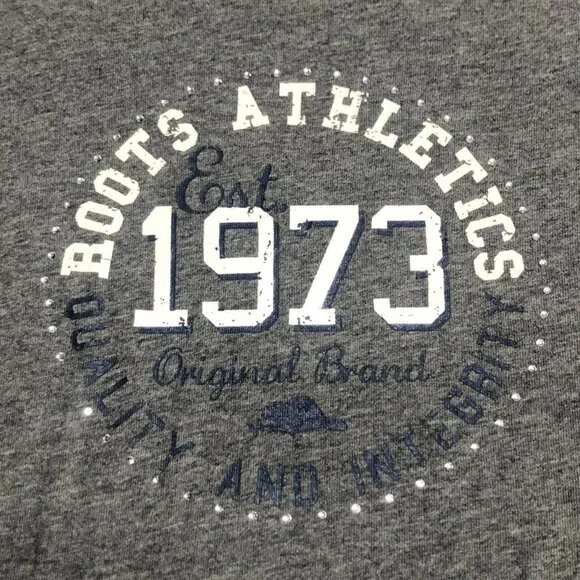 ROOTS ATHLETICS
Est.
1973
Original Brand
QUALITY AND INTEGRITY